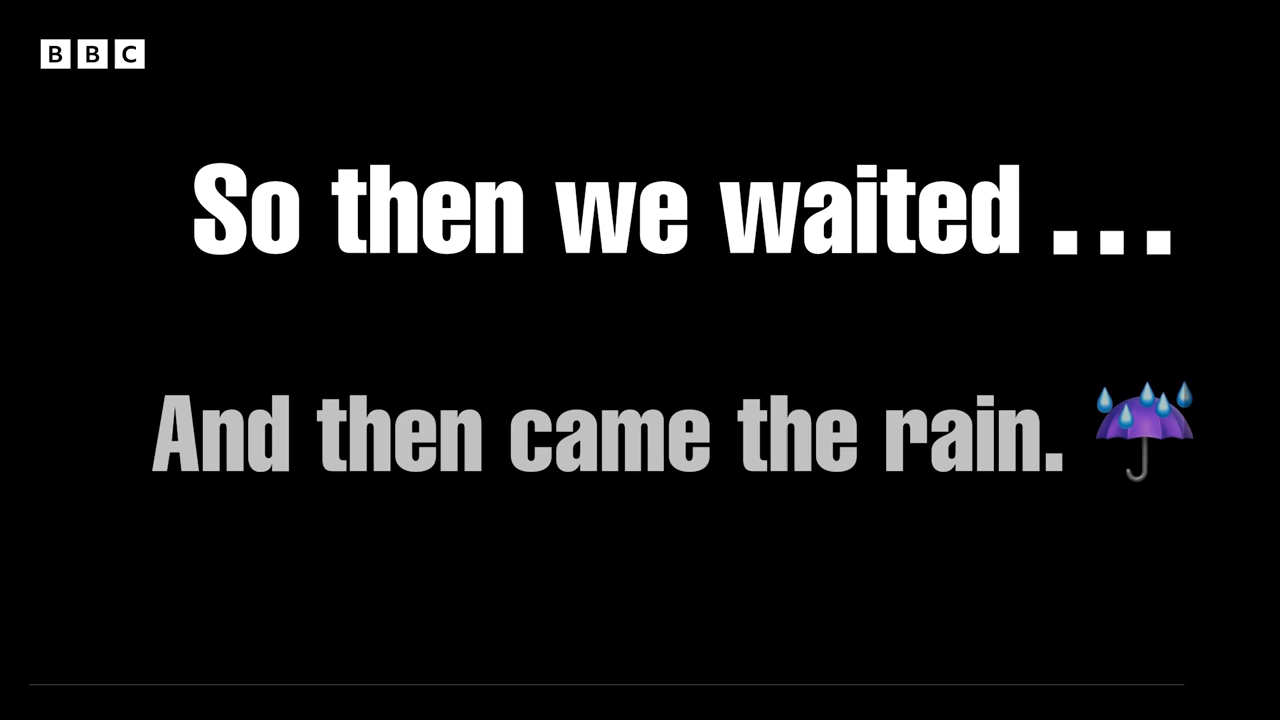 BBC
So then we waited ...
And then came the rain. ☔